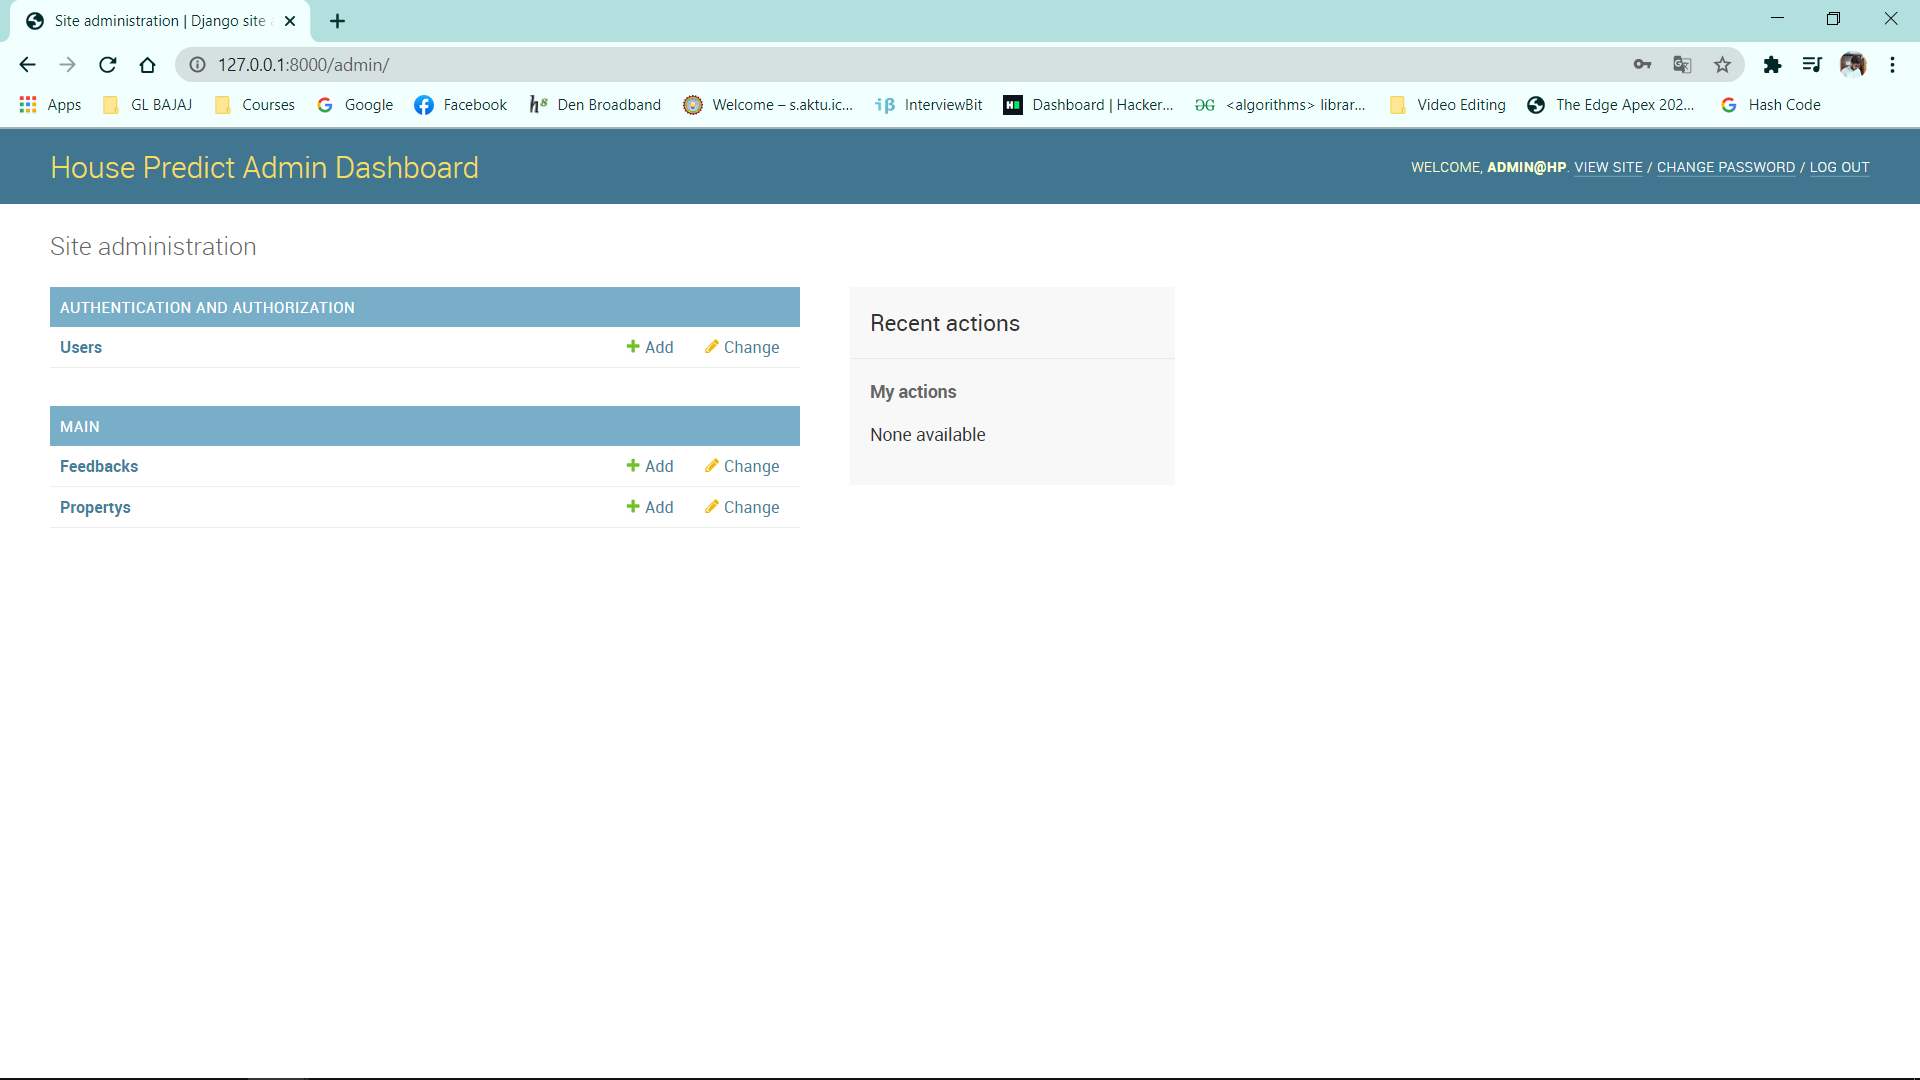 Site administration | Django site
127.0.0.1:8000/admin/
Apps GL BAJAJ Courses Google Facebook Den Broadband Welcome – s.aktu.ic... InterviewBit Dashboard | Hacker... <algorithms> librar... Video Editing The Edge Apex 202... Hash Code
House Predict Admin Dashboard
WELCOME, ADMIN@HP. VIEW SITE / CHANGE PASSWORD / LOG OUT
Site administration
AUTHENTICATION AND AUTHORIZATION
Users Add Change
MAIN
Feedbacks Add Change
Propertys Add Change
Recent actions
My actions
None available